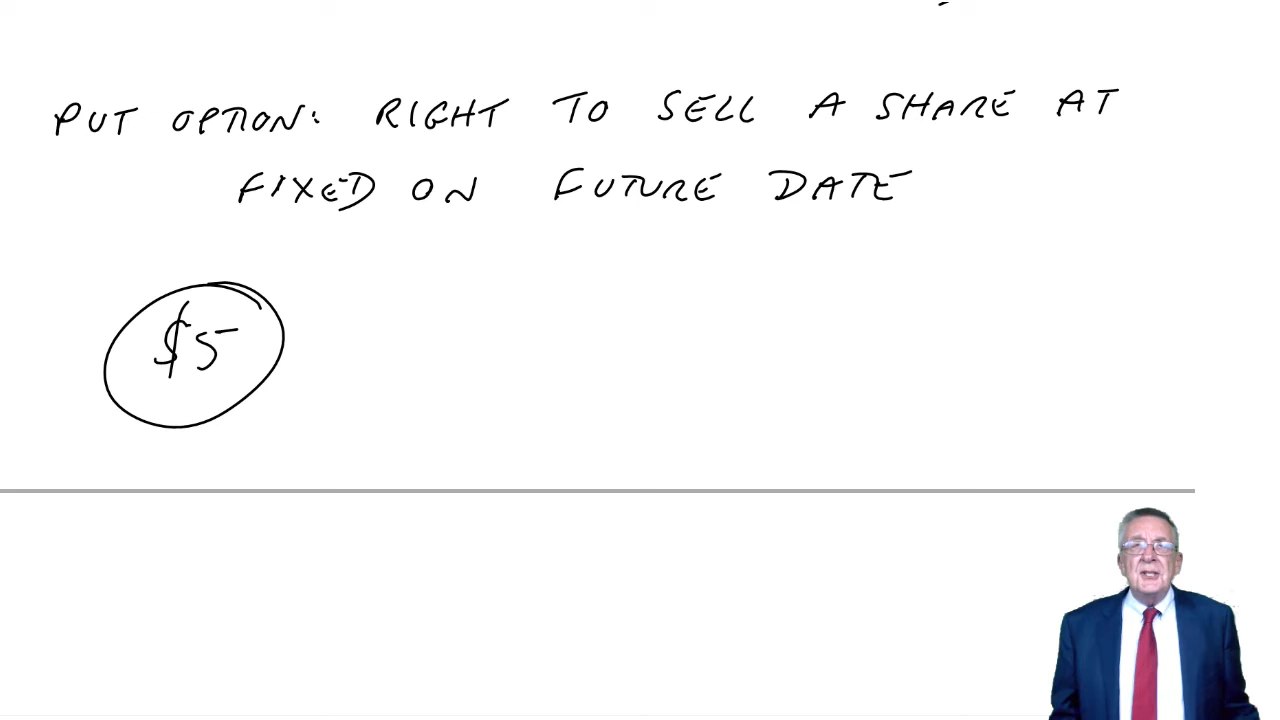 PUT OPTION: RIGHT TO SELL A SHARE AT
FIXED ON FUTURE DATE
$5